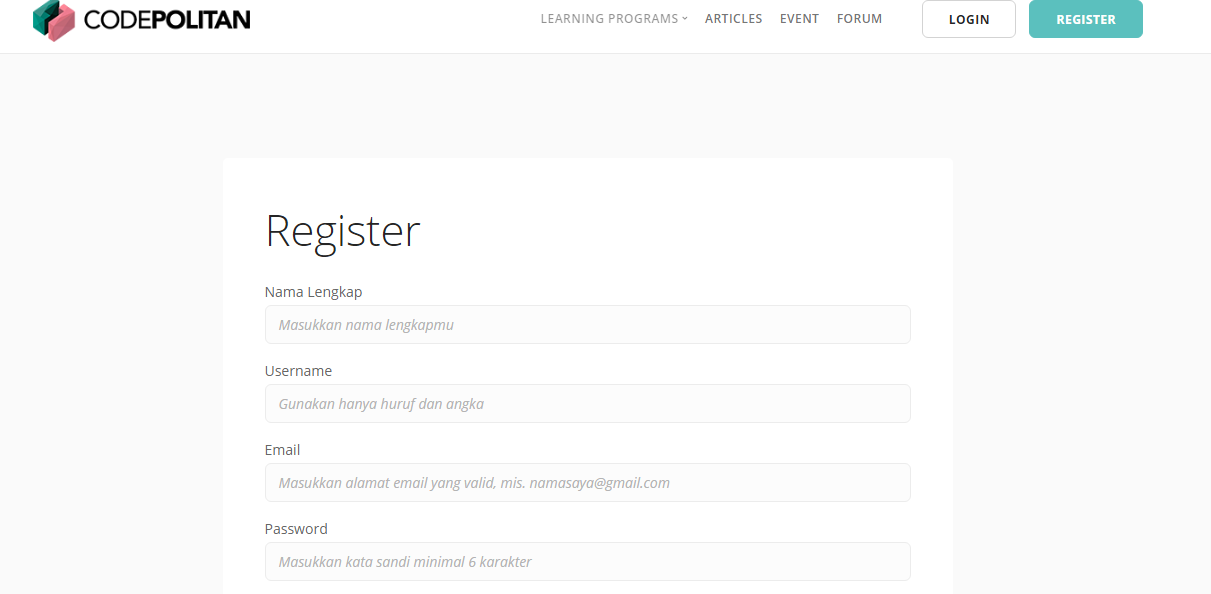 CODEPOLITAN
LEARNING PROGRAMS ARTICLES EVENT FORUM LOGIN REGISTER
Register
Nama Lengkap
Masukkan nama lengkapmu
Username
Gunakan hanya huruf dan angka
Email
Masukkan alamat email yang valid, mis. namasaya@gmail.com
Password
Masukkan kata sandi minimal 6 karakter